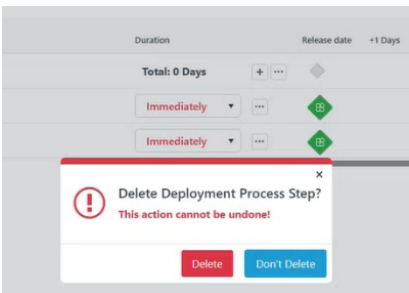 Duration Release date +1 Days
Total: 0 Days + ...
Immediately ...
Immediately ...
×
Delete Deployment Process Step?
This action cannot be undone!
Delete Don't Delete